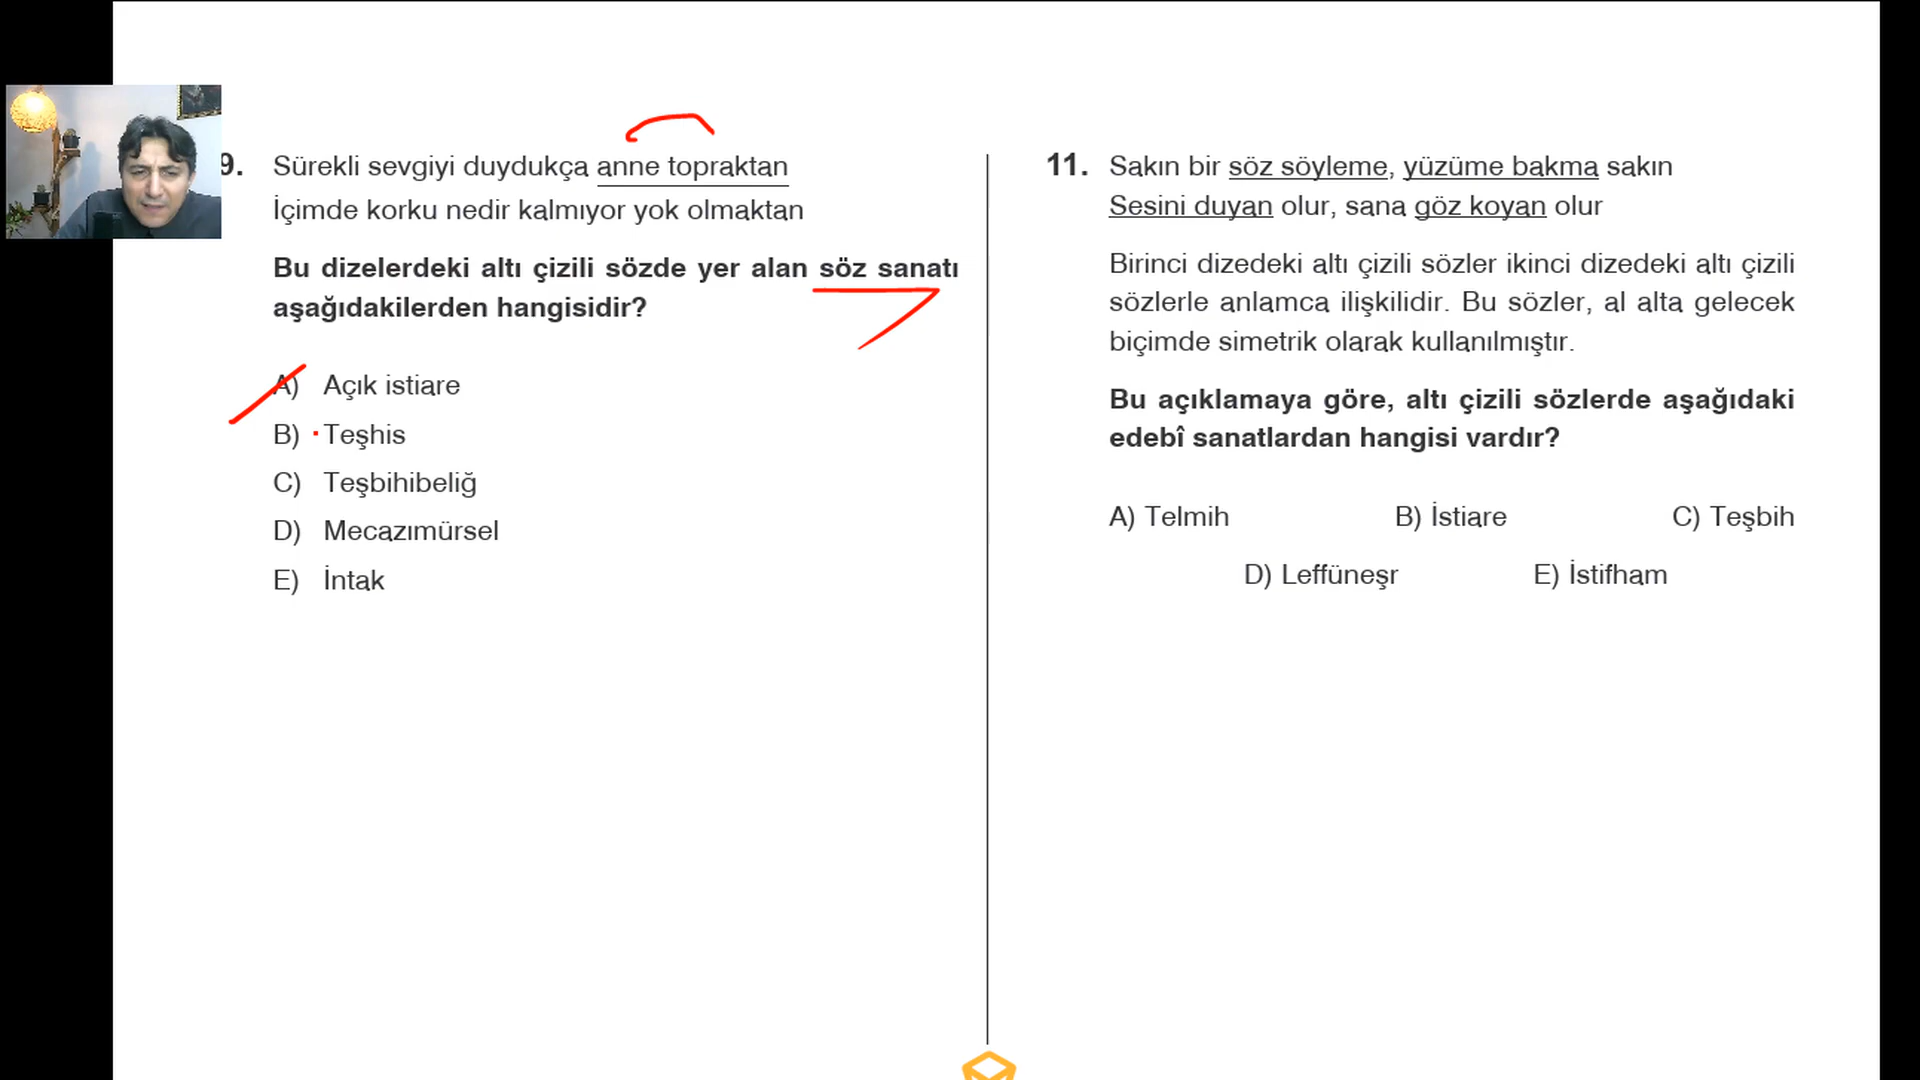 9. Sürekli sevgiyi duydukça anne topraktan
İçimde korku nedir kalmıyor yok olmaktan
Bu dizelerdeki altı çizili sözde yer alan söz sanatı
aşağıdakilerden hangisidir?
A) Açık istiare
B) Teşhis
C) Teşbihibeliğ
D) Mecazımürsel
E) İntak
11. Sakın bir söz söyleme, yüzüme bakma sakın
Sesini duyan olur, sana göz koyan olur
Birinci dizedeki altı çizili sözler ikinci dizedeki altı çizili
sözlerle anlamca ilişkilidir. Bu sözler, al alta gelecek
biçimde simetrik olarak kullanılmıştır.
Bu açıklamaya göre, altı çizili sözlerde aşağıdaki
edebî sanatlardan hangisi vardır?
A) Telmih B) İstiare C) Teşbih
D) Leffüneşr E) İstifham